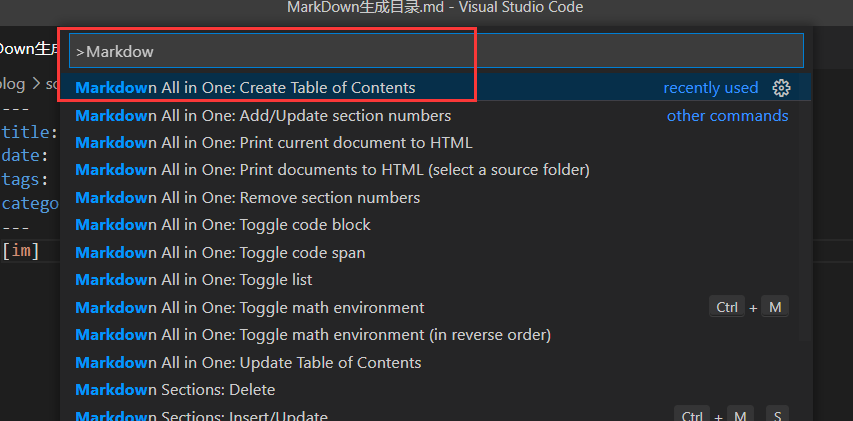 MarkDown生成目录.md - Visual Studio Code
Down生成
>Markdow
blog > so
Markdown All in One: Create Table of Contents recently used
---
Markdown All in One: Add/Update section numbers other commands
title:
Markdown All in One: Print current document to HTML
date:
Markdown All in One: Print documents to HTML (select a source folder)
tags:
Markdown All in One: Remove section numbers
catego
Markdown All in One: Toggle code block
---
[im]
Markdown All in One: Toggle code span
Markdown All in One: Toggle list
Markdown All in One: Toggle math environment Ctrl + M
Markdown All in One: Toggle math environment (in reverse order)
Markdown All in One: Update Table of Contents
Markdown Sections: Delete
Markdown Sections: Insert/Update Ctrl + M S